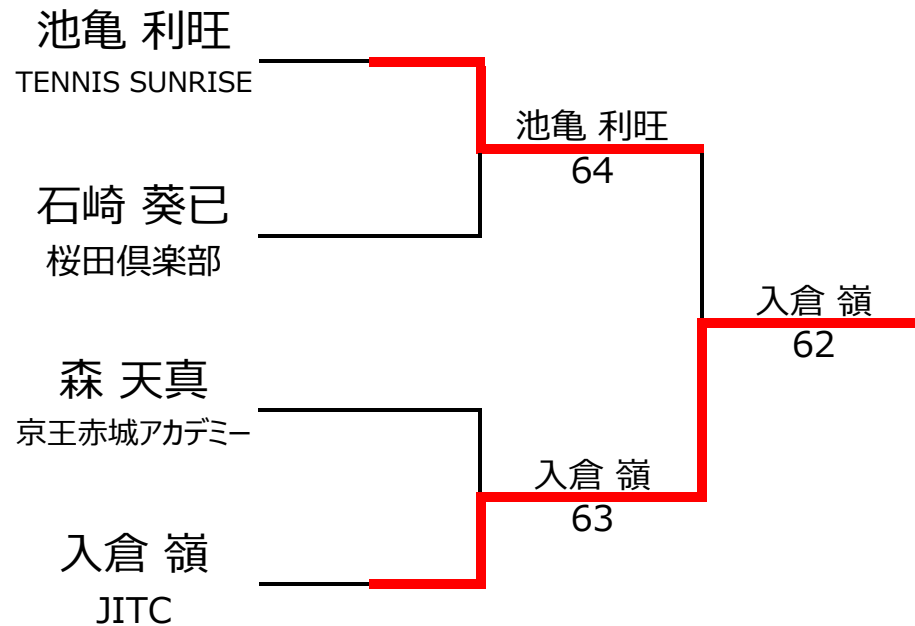 池亀 利旺
TENNIS SUNRISE
池亀 利旺
64
石崎 葵已
桜田倶楽部
入倉 嶺
62
森 天真
京王赤城アカデミー
入倉 嶺
63
入倉 嶺
JITC